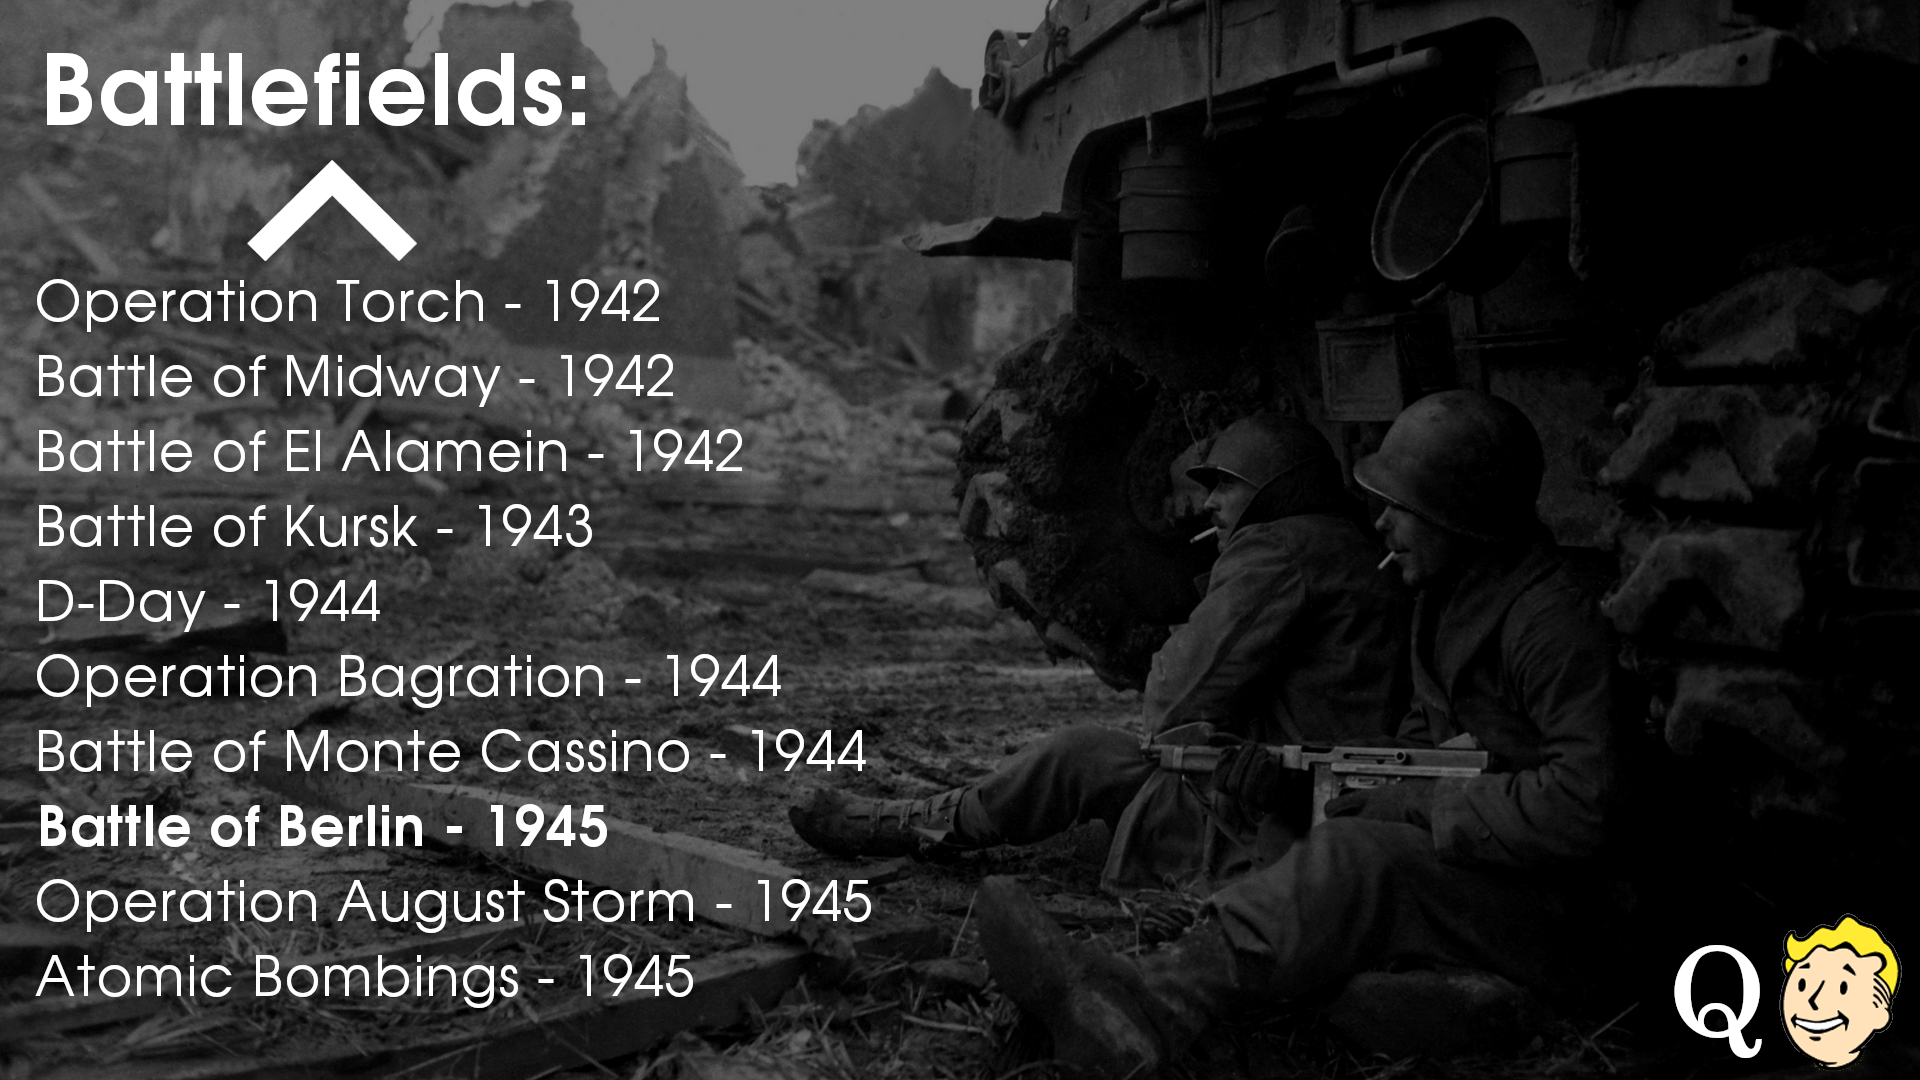 Battlefields:
Operation Torch - 1942
Battle of Midway - 1942
Battle of El Alamein - 1942
Battle of Kursk - 1943
D-Day - 1944
Operation Bagration - 1944
Battle of Monte Cassino - 1944
Battle of Berlin - 1945
Operation August Storm - 1945
Atomic Bombings - 1945
Q